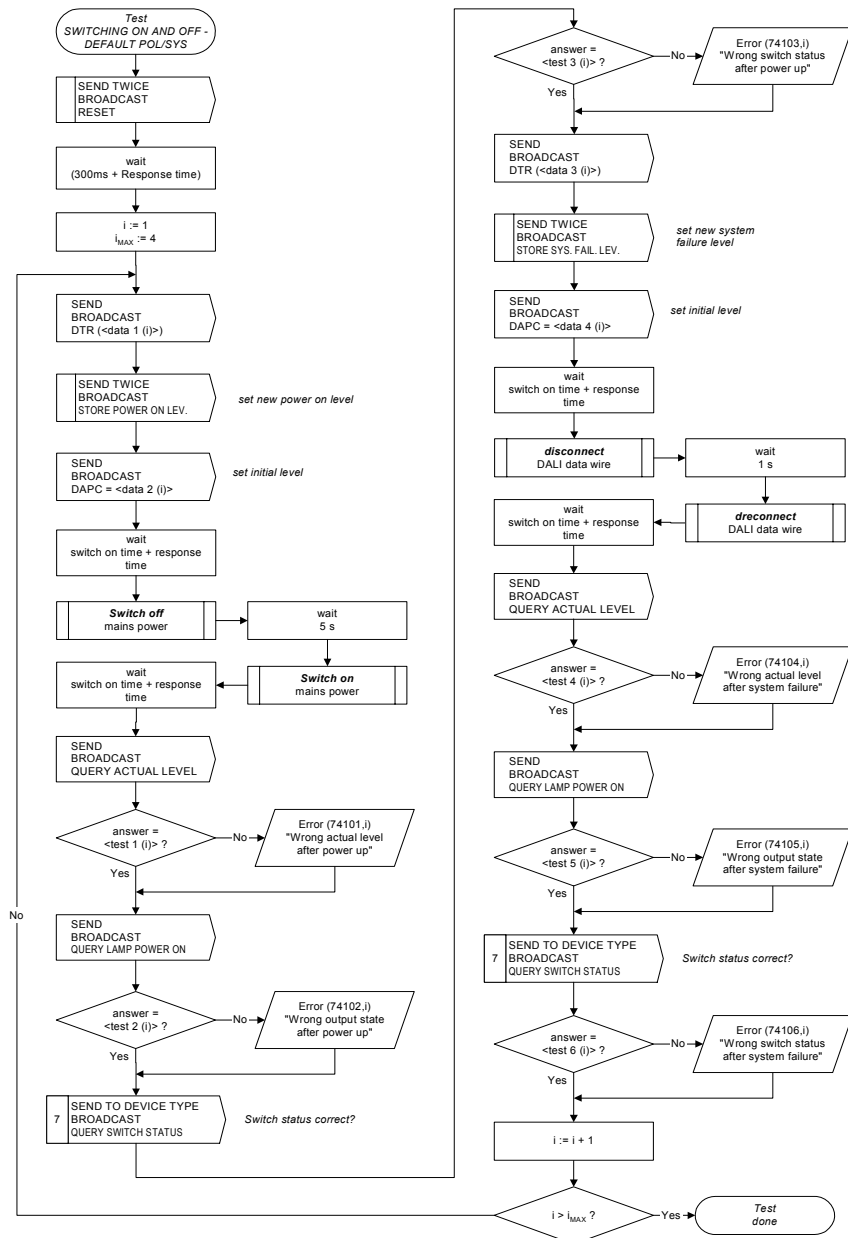 Test
SWITCHING ON AND OFF -
DEFAULT POL/SYS
SEND TWICE
BROADCAST
RESET
wait
(300ms + Response time)
i := 1
iMAX := 4
SEND
BROADCAST
DTR (<data 1 (i)>)
SEND TWICE
BROADCAST
STORE POWER ON LEV.
set new power on level
SEND
BROADCAST
DAPC = <data 2 (i)>
set initial level
wait
switch on time + response
time
Switch off
mains power
wait
5 s
Switch on
mains power
wait
switch on time + response
time
SEND
BROADCAST
QUERY ACTUAL LEVEL
answer =
<test 1 (i)> ?
No
Error (74101,i)
"Wrong actual level
after power up"
Yes
No
SEND
BROADCAST
QUERY LAMP POWER ON
answer =
<test 2 (i)> ?
No
Error (74102,i)
"Wrong output state
after power up"
Yes
7
SEND TO DEVICE TYPE
BROADCAST
QUERY SWITCH STATUS
Switch status correct?
answer =
<test 3 (i)> ?
No
Error (74103,i)
"Wrong switch status
after power up"
Yes
SEND
BROADCAST
DTR (<data 3 (i)>)
SEND TWICE
BROADCAST
STORE SYS. FAIL. LEV.
set new system
failure level
SEND
BROADCAST
DAPC = <data 4 (i)>
set initial level
wait
switch on time + response
time
disconnect
DALI data wire
wait
1 s
dreconnect
DALI data wire
wait
switch on time + response
time
SEND
BROADCAST
QUERY ACTUAL LEVEL
answer =
<test 4 (i)> ?
No
Error (74104,i)
"Wrong actual level
after system failure"
Yes
SEND
BROADCAST
QUERY LAMP POWER ON
answer =
<test 5 (i)> ?
No
Error (74105,i)
"Wrong output state
after system failure"
Yes
7
SEND TO DEVICE TYPE
BROADCAST
QUERY SWITCH STATUS
Switch status correct?
answer =
<test 6 (i)> ?
No
Error (74106,i)
"Wrong switch status
after system failure"
Yes
i := i + 1
i > iMAX ?
Yes
Test
done